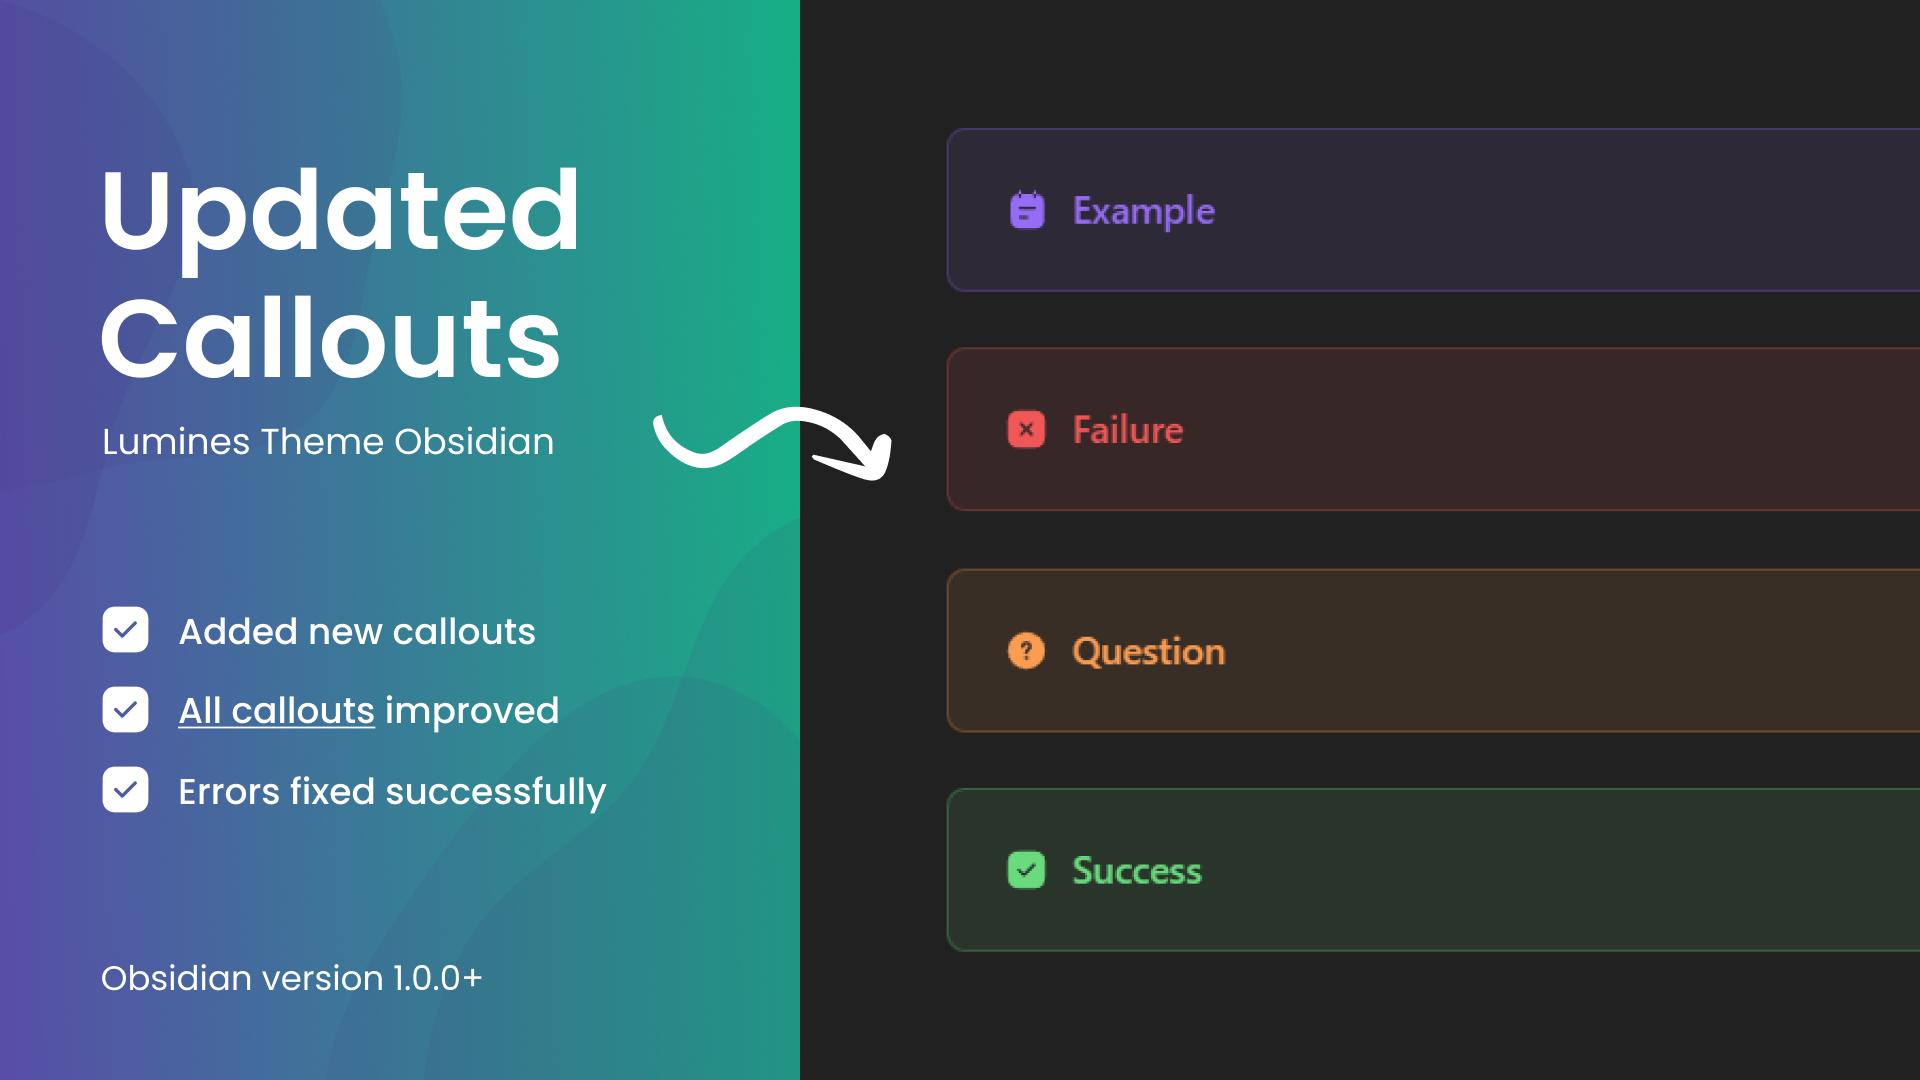 Updated
Callouts
Lumines Theme Obsidian
Added new callouts
All callouts improved
Errors fixed successfully
Obsidian version 1.0.0+
Example
Failure
Question
Success